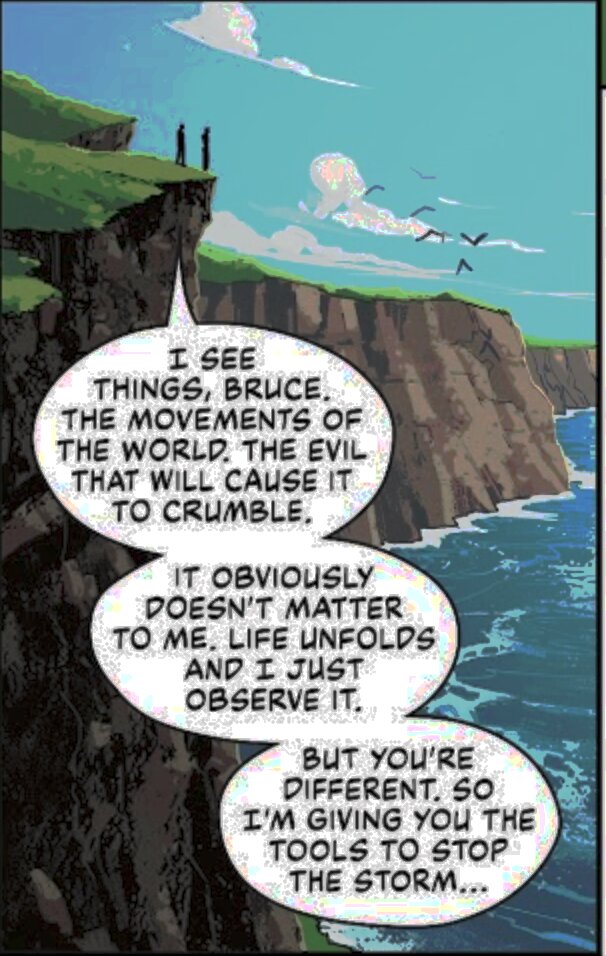 I SEE
THINGS, BRUCE.
THE MOVEMENTS OF
THE WORLD. THE EVIL
THAT WILL CAUSE IT
TO CRUMBLE.
IT OBVIOUSLY
DOESN'T MATTER
TO ME. LIFE UNFOLDS
AND I JUST
OBSERVE IT.
BUT YOU'RE
DIFFERENT. SO
I'M GIVING YOU THE
TOOLS TO STOP
THE STORM...